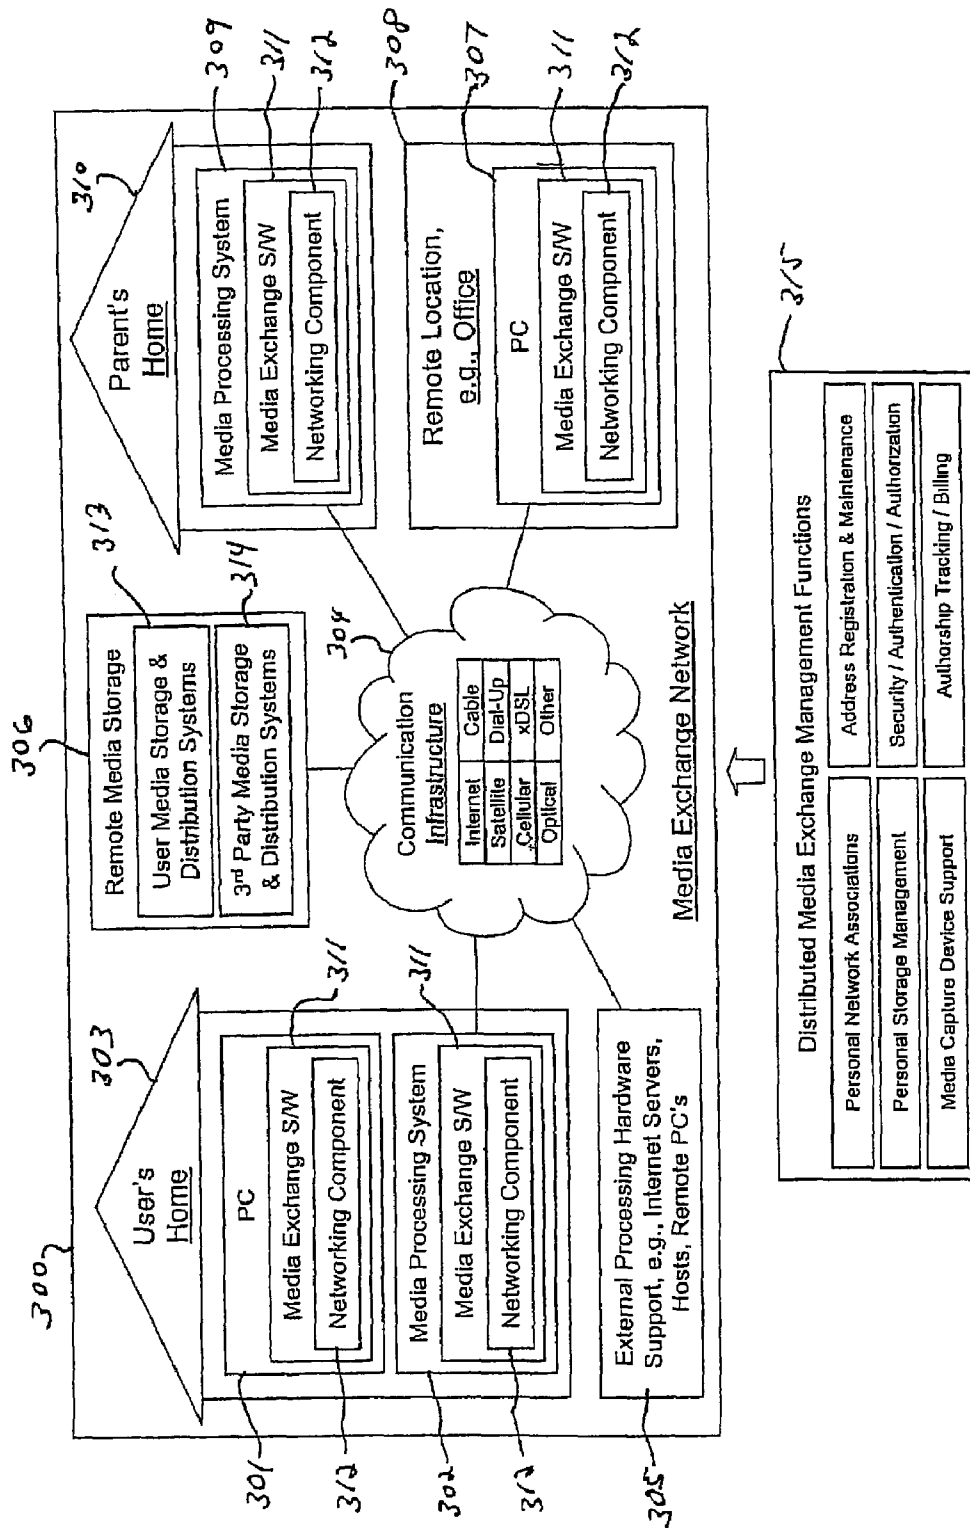 300
303
User's
Home
PC
Media Exchange S/W
Networking Component
311
Media Processing System
Media Exchange S/W
Networking Component
311
301
312
302
312
External Processing Hardware
Support, e.g., Internet Servers,
Hosts, Remote PC's
305
306
Remote Media Storage
User Media Storage &
Distribution Systems
313
3rd Party Media Storage
& Distribution Systems
314
304
Communication
Infrastructure
Internet Cable
Satellite Dial-Up
Cellular xDSL
Optical Other
310
Parent's
Home
Media Processing System
Media Exchange S/W
Networking Component
309
311
312
308
Remote Location,
e.g., Office
307
PC
Media Exchange S/W
Networking Component
311
312
Media Exchange Network
315
Distributed Media Exchange Management Functions
Personal Network Associations
Address Registration & Maintenance
Personal Storage Management
Security / Authentication / Authorization
Media Capture Device Support
Authorship Tracking / Billing